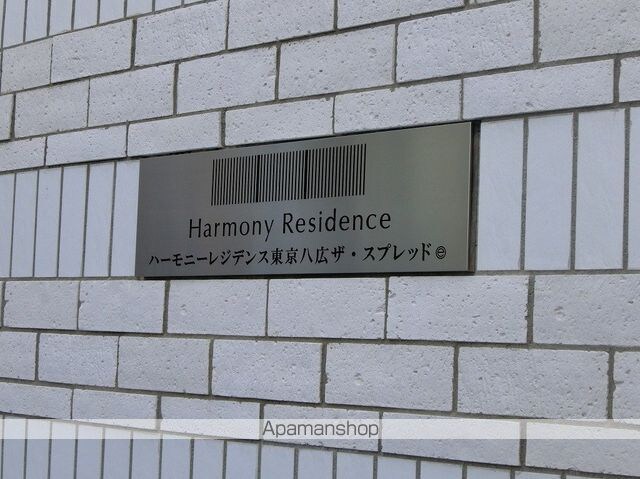 Harmony Residence
ハーモニーレジデンス東京八広ザ・スプレッド
Apamanshop